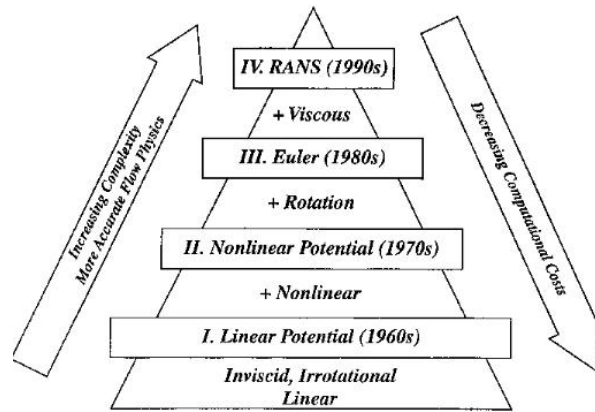 IV. RANS (1990s)
+ Viscous
III. Euler (1980s)
+ Rotation
II. Nonlinear Potential (1970s)
+ Nonlinear
I. Linear Potential (1960s)
Inviscid, Irrotational
Linear
Increasing Complexity
More Accurate Flow Physics
Decreasing Computational Costs